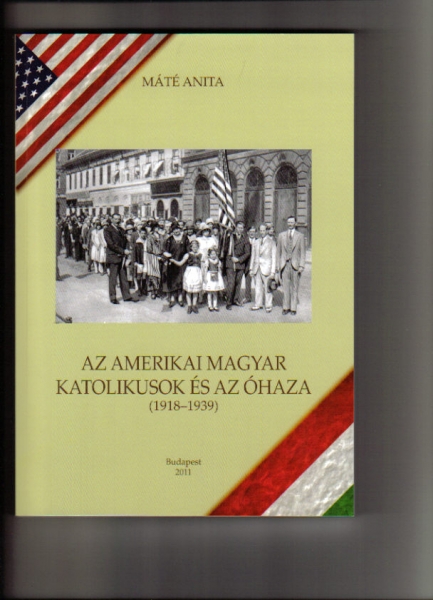 MÁTÉ ANITA
AZ AMERIKAI MAGYAR
KATOLIKUSOK ÉS AZ ÓHAZA
(1918–1939)
Budapest
2011